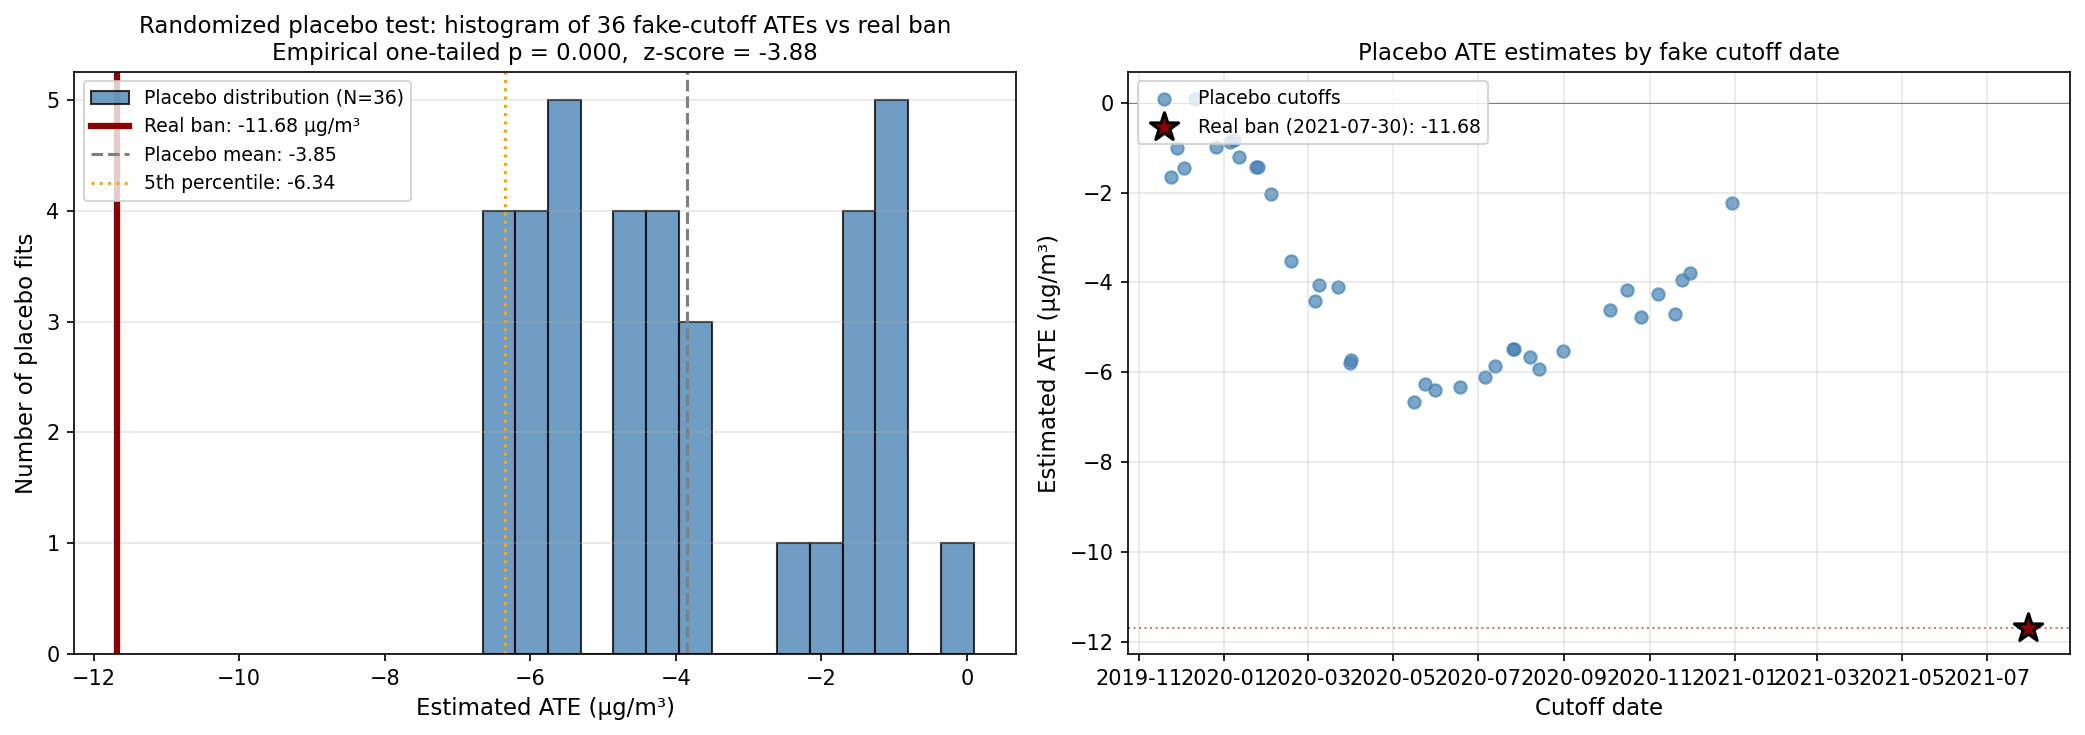 Randomized placebo test: histogram of 36 fake-cutoff ATEs vs real ban
Empirical one-tailed p = 0.000,  z-score = -3.88
Placebo distribution (N=36)
Real ban: -11.68 µg/m³
Placebo mean: -3.85
5th percentile: -6.34
Number of placebo fits
5
4
3
2
1
0
−12
−10
−8
−6
−4
−2
0
Estimated ATE (µg/m³)
Placebo ATE estimates by fake cutoff date
Placebo cutoffs
Real ban (2021-07-30): -11.68
Estimated ATE (µg/m³)
0
−2
−4
−6
−8
−10
−12
2019-11
2020-01
2020-03
2020-05
2020-07
2020-09
2020-11
2021-01
2021-03
2021-05
2021-07
Cutoff date